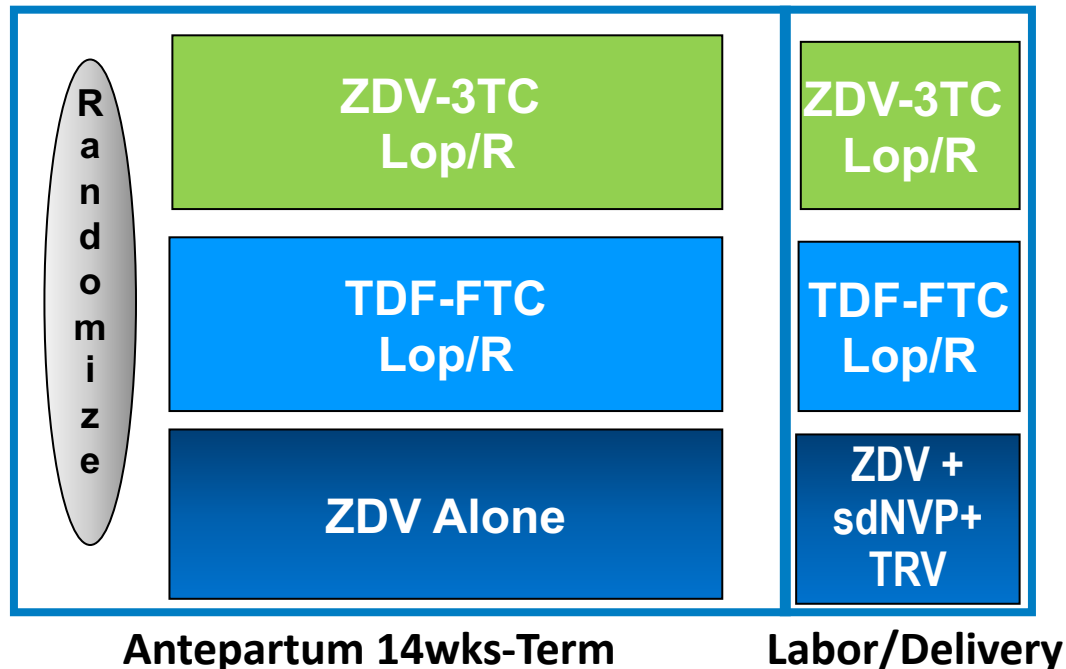 Randomize
ZDV-3TC
Lop/R
ZDV-3TC
Lop/R
TDF-FTC
Lop/R
TDF-FTC
Lop/R
ZDV Alone
ZDV +
sdNVP+
TRV
Antepartum 14wks-Term
Labor/Delivery